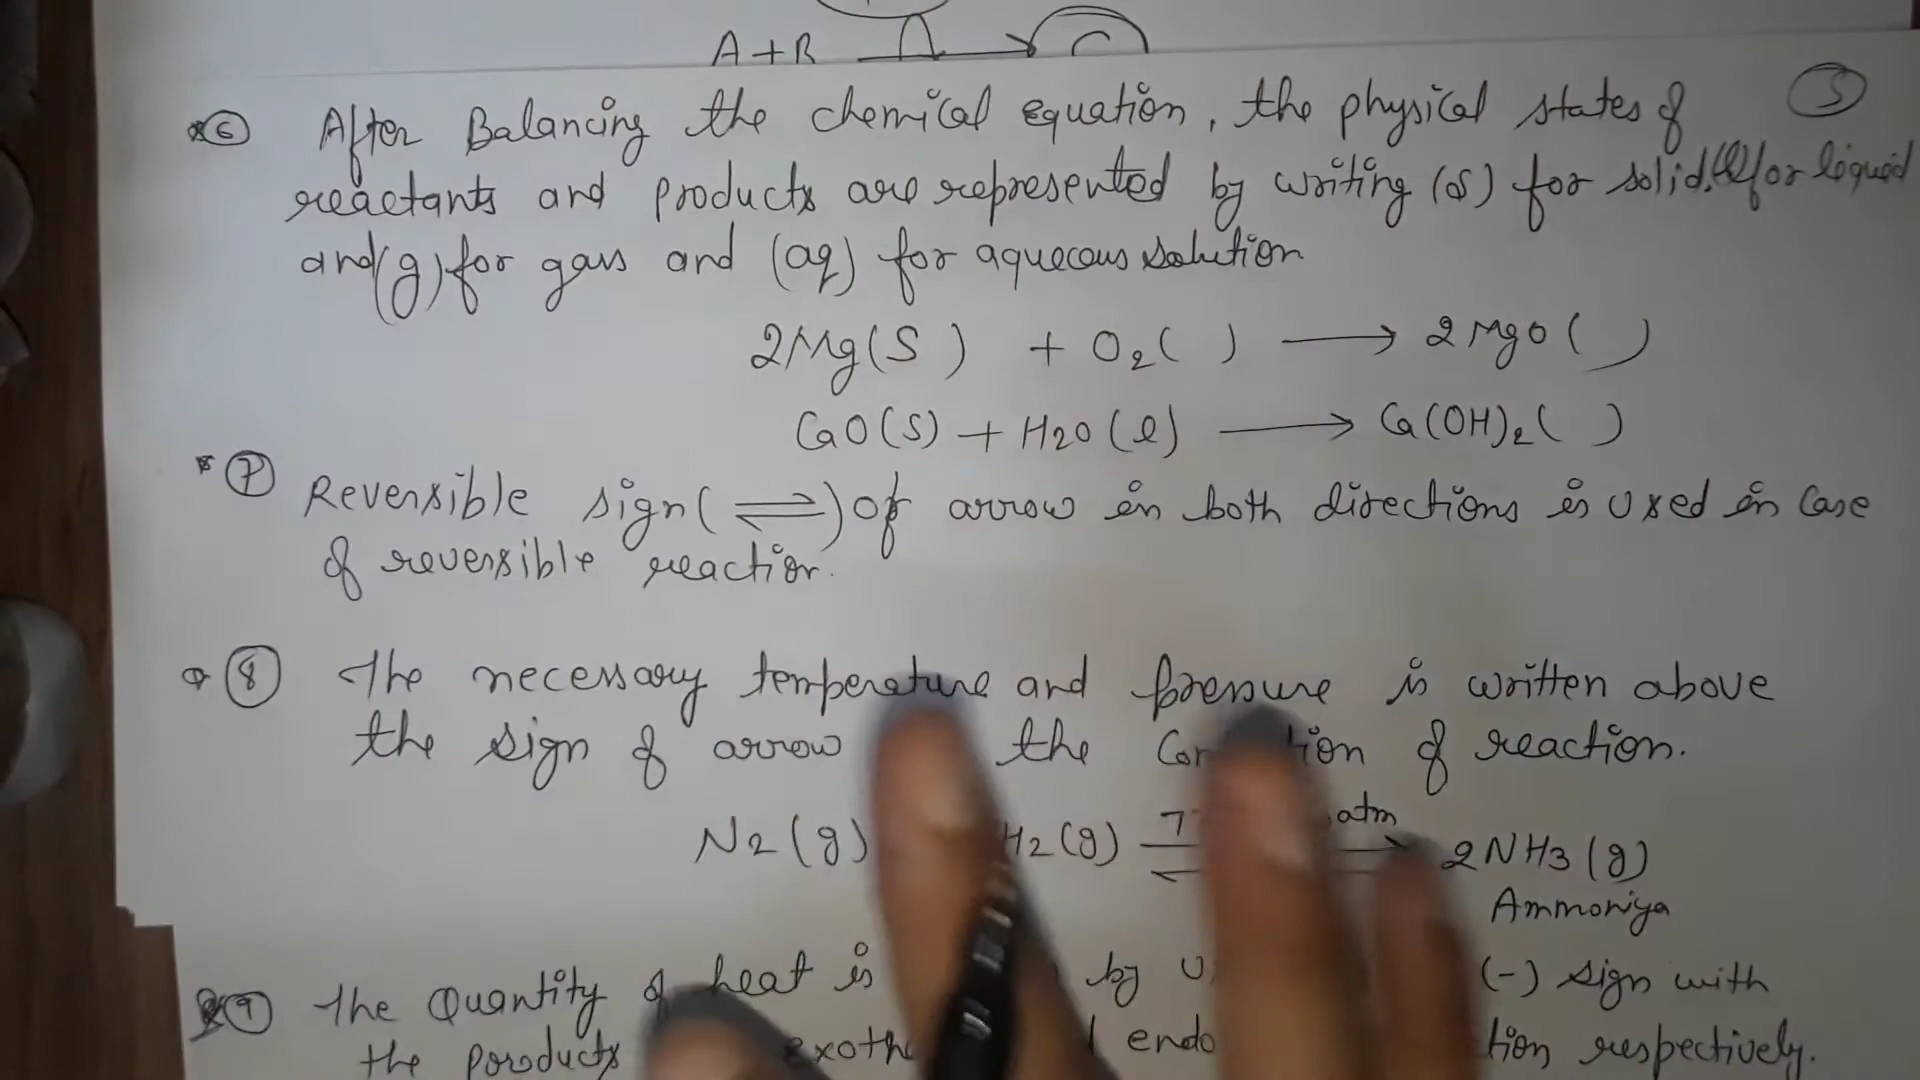 A+B
5
6 After Balancing the chemical equation, the physical states of
reactants and products are represented by writing (s) for solid, (l) for liquid
and (g) for gas and (aq) for aquecous solution
2Mg(S ) + O2( ) → 2MgO( )
CaO(S) + H2O(l) → Ca(OH)2( )
7 Reversible sign(⇌) of arrow in both directions is used in Case
of reversible reaction.
8 The necessary temperature and pressure is written above
the sign of arrow the reaction.
N2(g) H2(g) ⇌ atm 2NH3(g)
Ammoniya
9 The Quantity of heat is by (-) sign with
the products respectively.